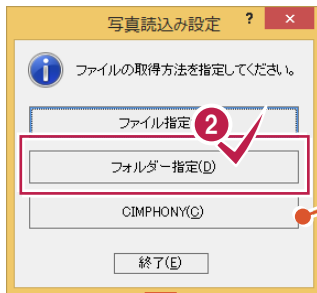 写真読込み設定 ? ×
ファイルの取得方法を指定してください。
ファイル指定
2
フォルダー指定(D)
CIMPHONY(C)
終了(E)